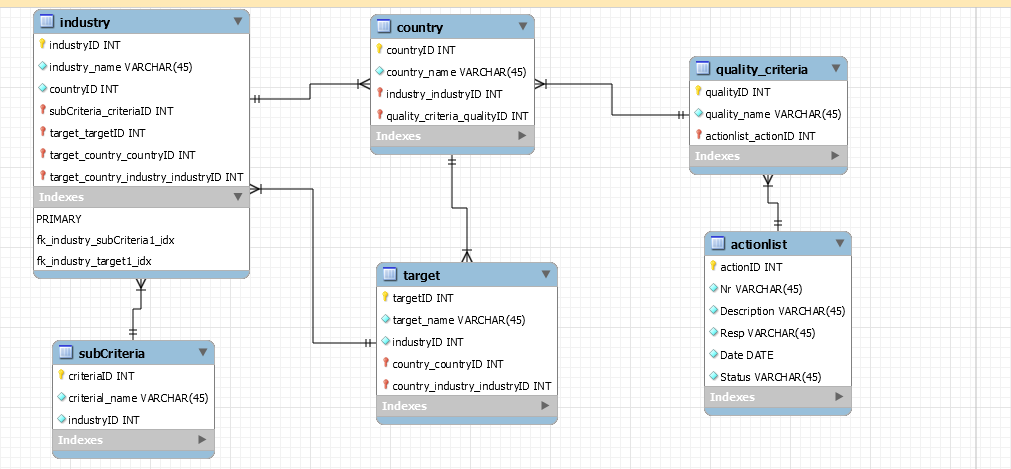 industry
industryID INT
industry_name VARCHAR(45)
countryID INT
subCriteria_criteriaID INT
target_targetID INT
target_country_countryID INT
target_country_industry_industryID INT
Indexes
PRIMARY
fk_industry_subCriteria1_idx
fk_industry_target1_idx
country
countryID INT
country_name VARCHAR(45)
industry_industryID INT
quality_criteria_qualityID INT
Indexes
quality_criteria
qualityID INT
quality_name VARCHAR(45)
actionlist_actionID INT
Indexes
subCriteria
criteriaID INT
criterial_name VARCHAR(45)
industryID INT
Indexes
target
targetID INT
target_name VARCHAR(45)
industryID INT
country_countryID INT
country_industry_industryID INT
Indexes
actionlist
actionID INT
Nr VARCHAR(45)
Description VARCHAR(45)
Resp VARCHAR(45)
Date DATE
Status VARCHAR(45)
Indexes